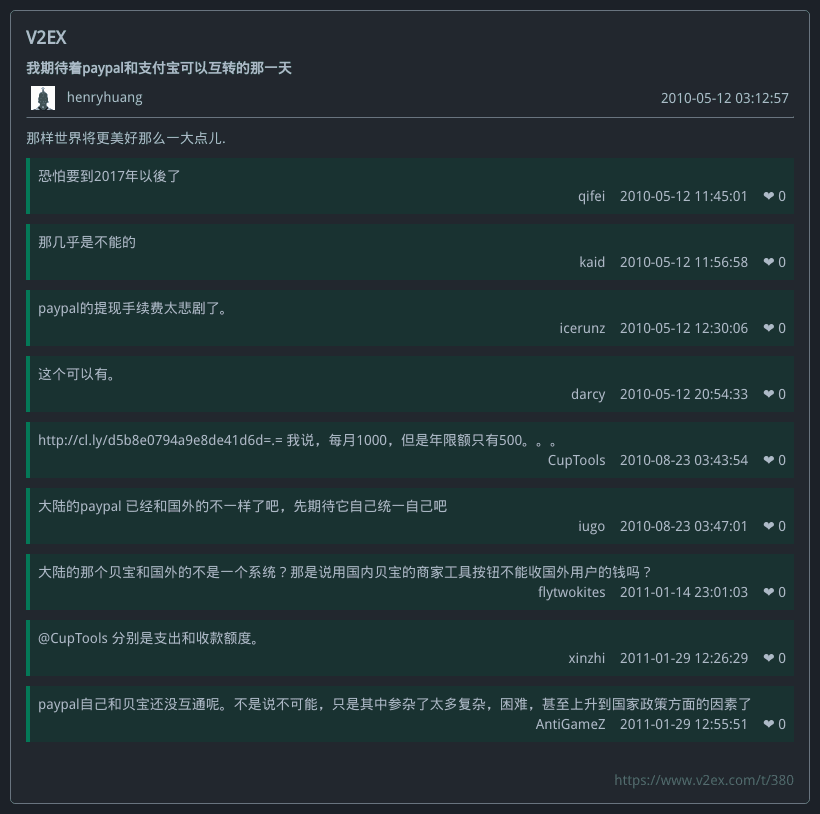 V2EX
我期待着paypal和支付宝可以互转的那一天
henryhuang 2010-05-12 03:12:57
那样世界将更美好那么一大点儿.
恐怕要到2017年以後了
qifei 2010-05-12 11:45:01 ❤ 0
那几乎是不能的
kaid 2010-05-12 11:56:58 ❤ 0
paypal的提现手续费太悲剧了。
icerunz 2010-05-12 12:30:06 ❤ 0
这个可以有。
darcy 2010-05-12 20:54:33 ❤ 0
http://cl.ly/d5b8e0794a9e8de41d6d=.= 我说，每月1000，但是年限额只有500。。。
CupTools 2010-08-23 03:43:54 ❤ 0
大陆的paypal 已经和国外的不一样了吧，先期待它自己统一自己吧
iugo 2010-08-23 03:47:01 ❤ 0
大陆的那个贝宝和国外的不是一个系统？那是说用国内贝宝的商家工具按钮不能收国外用户的钱吗？
flytwokites 2011-01-14 23:01:03 ❤ 0
@CupTools 分别是支出和收款额度。
xinzhi 2011-01-29 12:26:29 ❤ 0
paypal自己和贝宝还没互通呢。不是说不可能，只是其中参杂了太多复杂，困难，甚至上升到国家政策方面的因素了
AntiGameZ 2011-01-29 12:55:51 ❤ 0
https://www.v2ex.com/t/380